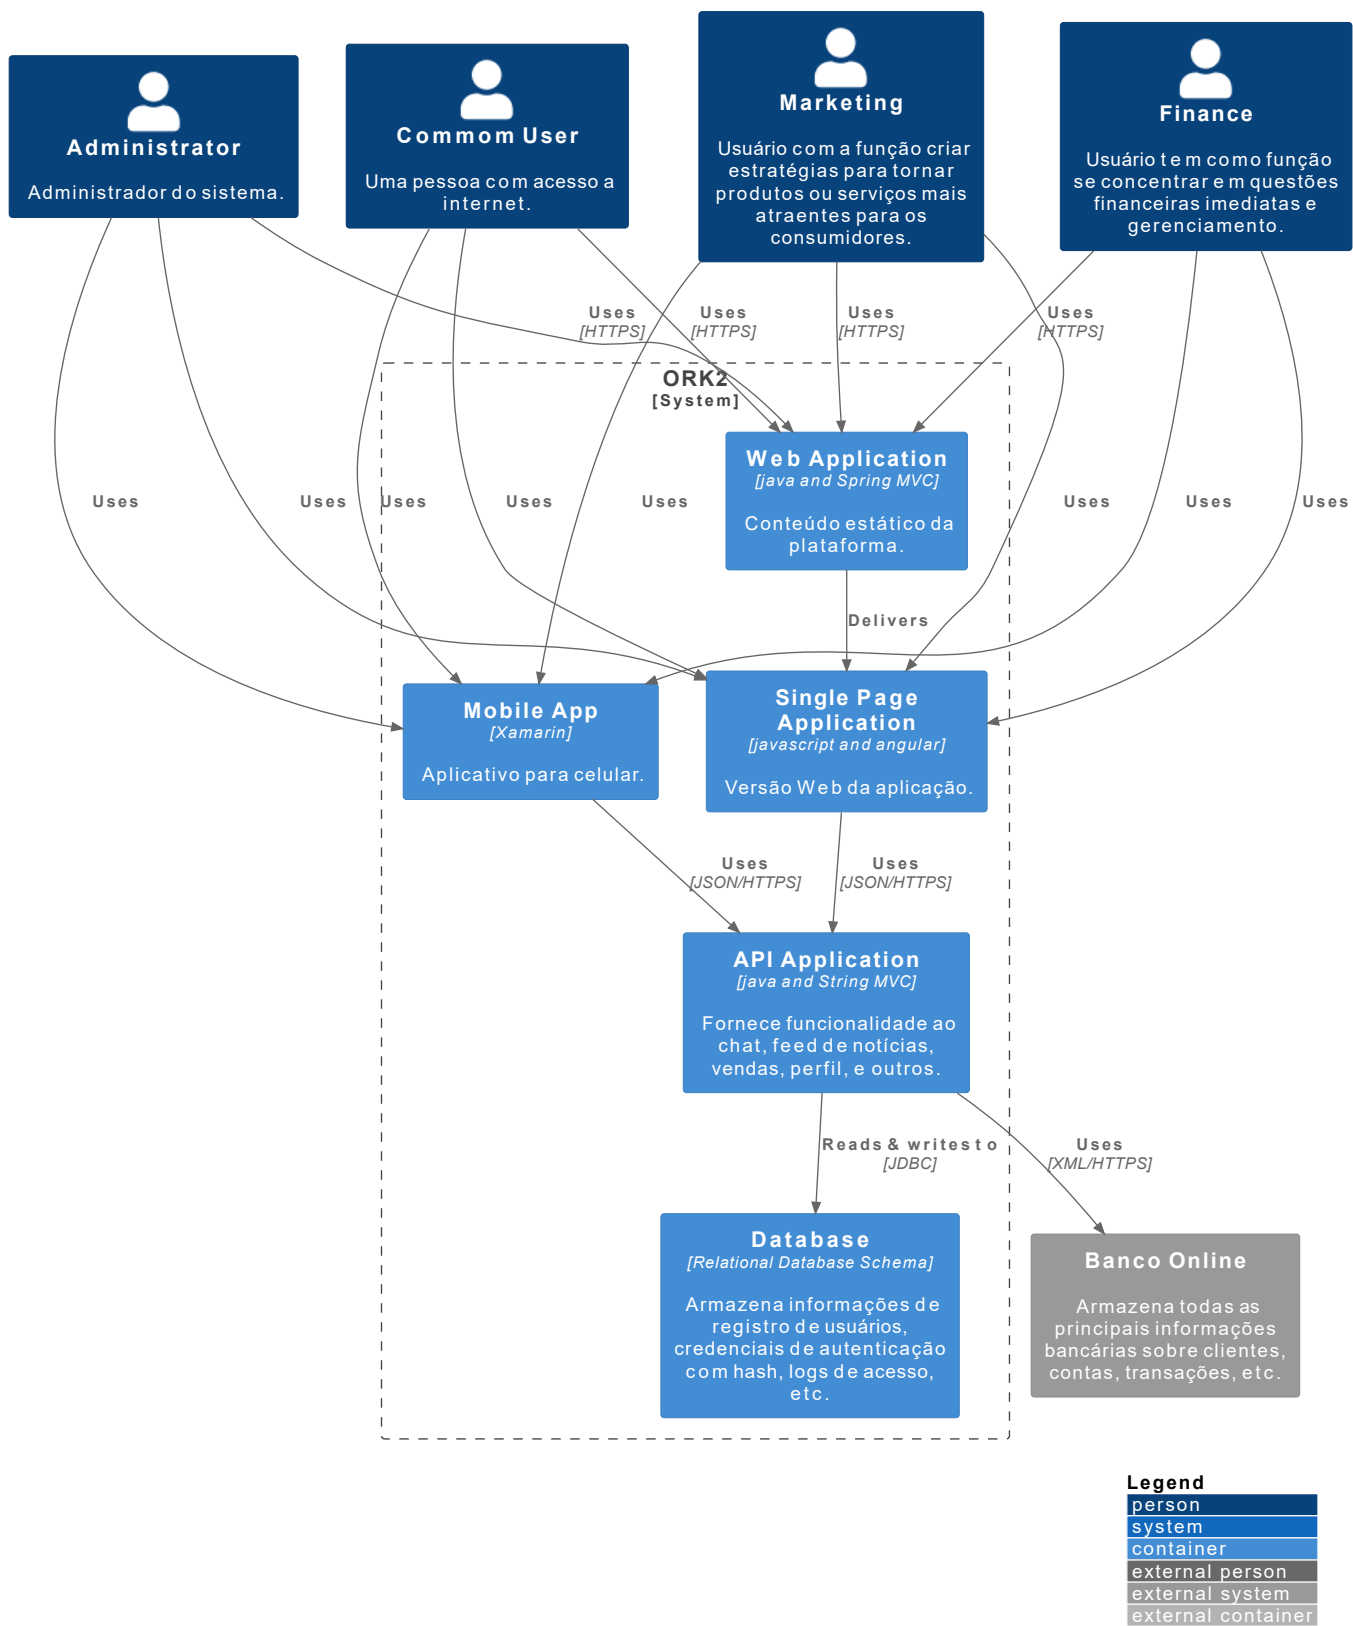 Administrator
Administrador do sistema.
Commom User
Uma pessoa com acesso a
internet.
Marketing
Usuário com a função criar
estratégias para tornar
produtos ou serviços mais
atraentes para os
consumidores.
Finance
Usuário tem como função
se concentrar em questões
financeiras imediatas e
gerenciamento.
Uses
[HTTPS]
Uses
[HTTPS]
Uses
[HTTPS]
Uses
[HTTPS]
ORK2
[System]
Web Application
[java and Spring MVC]
Conteúdo estático da
plataforma.
Uses
Uses
Uses
Uses
Uses
Uses
Uses
Uses
Delivers
Mobile App
[Xamarin]
Aplicativo para celular.
Single Page
Application
[javascript and angular]
Versão Web da aplicação.
Uses
[JSON/HTTPS]
Uses
[JSON/HTTPS]
API Application
[java and String MVC]
Fornece funcionalidade ao
chat, feed de notícias,
vendas, perfil, e outros.
Reads & writes to
[JDBC]
Uses
[XML/HTTPS]
Database
[Relational Database Schema]
Armazena informações de
registro de usuários,
credenciais de autenticação
com hash, logs de acesso,
etc.
Banco Online
Armazena todas as
principais informações
bancárias sobre clientes,
contas, transações, etc.
Legend
person
system
container
external person
external system
external container